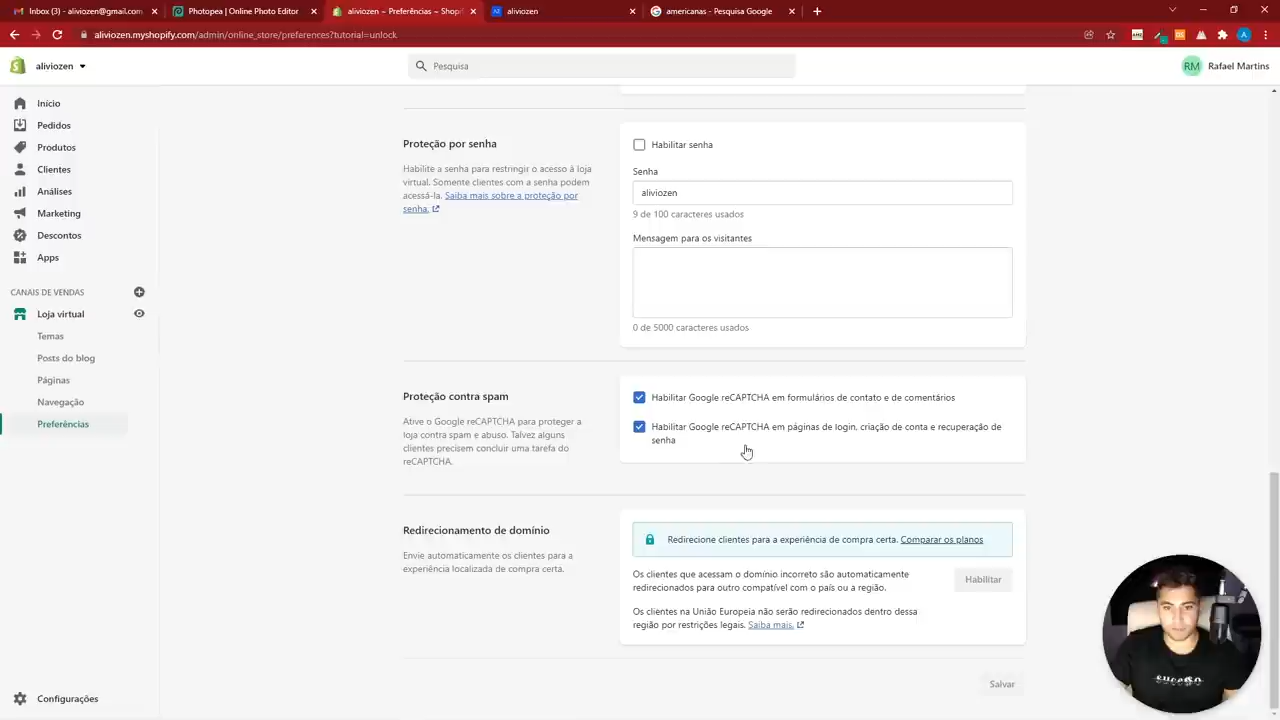 Inbox (3) - aliviozen@gmail.com
Photopea | Online Photo Editor
aliviozen ~ Preferências ~ Shopi
aliviozen
americanas - Pesquisa Google
aliviozen.myshopify.com/admin/online_store/preferences?tutorial=unlock
aliviozen
Pesquisa
RM
Rafael Martins
Início
Pedidos
Produtos
Clientes
Análises
Marketing
Descontos
Apps
CANAIS DE VENDAS
Loja virtual
Temas
Posts do blog
Páginas
Navegação
Preferências
Configurações
Proteção por senha
Habilite a senha para restringir o acesso à loja
virtual. Somente clientes com a senha podem
acessá-la. Saiba mais sobre a proteção por
senha.
Habilitar senha
Senha
aliviozen
9 de 100 caracteres usados
Mensagem para os visitantes
0 de 5000 caracteres usados
Proteção contra spam
Ative o Google reCAPTCHA para proteger a
loja contra spam e abuso. Talvez alguns
clientes precisem concluir uma tarefa do
reCAPTCHA.
Habilitar Google reCAPTCHA em formulários de contato e de comentários
Habilitar Google reCAPTCHA em páginas de login, criação de conta e recuperação de
senha
Redirecionamento de domínio
Envie automaticamente os clientes para a
experiência localizada de compra certa.
Redirecione clientes para a experiência de compra certa. Comparar os planos
Os clientes que acessam o domínio incorreto são automaticamente
redirecionados para outro compatível com o país ou a região.
Habilitar
Os clientes na União Europeia não serão redirecionados dentro dessa
região por restrições legais. Saiba mais.
Salvar
sucesso